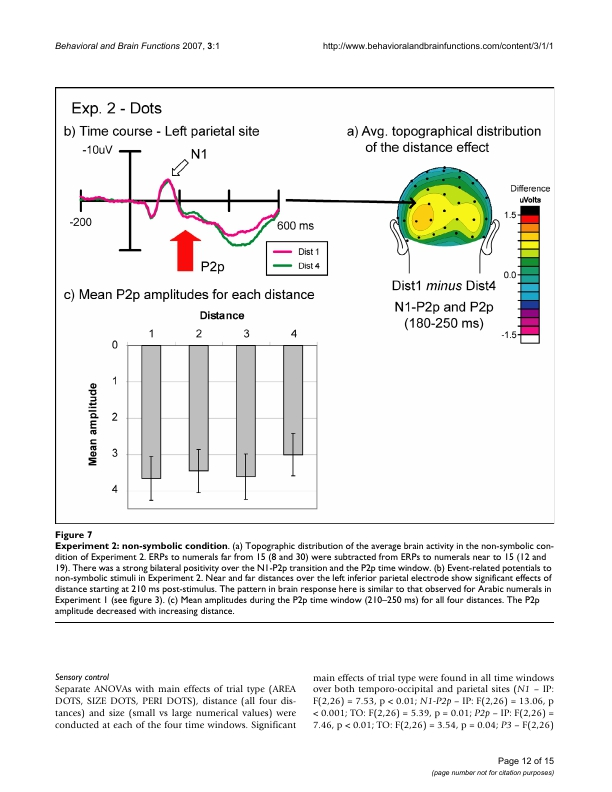 Behavioral and Brain Functions 2007, 3:1
http://www.behavioralandbrainfunctions.com/content/3/1/1
Exp. 2 - Dots
b) Time course - Left parietal site
-10uV
N1
-200
600 ms
Dist 1
Dist 4
P2p
a) Avg. topographical distribution
of the distance effect
Difference
uVolts
1.5
0.0
-1.5
Dist1 minus Dist4
N1-P2p and P2p
(180-250 ms)
c) Mean P2p amplitudes for each distance
Distance
1 2 3 4
0
1
2
3
4
Mean amplitude
Figure 7
Experiment 2: non-symbolic condition. (a) Topographic distribution of the average brain activity in the non-symbolic con-
dition of Experiment 2. ERPs to numerals far from 15 (8 and 30) were subtracted from ERPs to numerals near to 15 (12 and
19). There was a strong bilateral positivity over the N1-P2p transition and the P2p time window. (b) Event-related potentials to
non-symbolic stimuli in Experiment 2. Near and far distances over the left inferior parietal electrode show significant effects of
distance starting at 210 ms post-stimulus. The pattern in brain response here is similar to that observed for Arabic numerals in
Experiment 1 (see figure 3). (c) Mean amplitudes during the P2p time window (210–250 ms) for all four distances. The P2p
amplitude decreased with increasing distance.
Sensory control
Separate ANOVAs with main effects of trial type (AREA
DOTS, SIZE DOTS, PERI DOTS), distance (all four dis-
tances) and size (small vs large numerical values) were
conducted at each of the four time windows. Significant
main effects of trial type were found in all time windows
over both temporo-occipital and parietal sites (N1 – IP:
F(2,26) = 7.53, p < 0.01; N1-P2p – IP: F(2,26) = 13.06, p
< 0.001; TO: F(2,26) = 5.39, p = 0.01; P2p – IP: F(2,26) =
7.46, p < 0.01; TO: F(2,26) = 3.54, p = 0.04; P3 – F(2,26)
Page 12 of 15
(page number not for citation purposes)